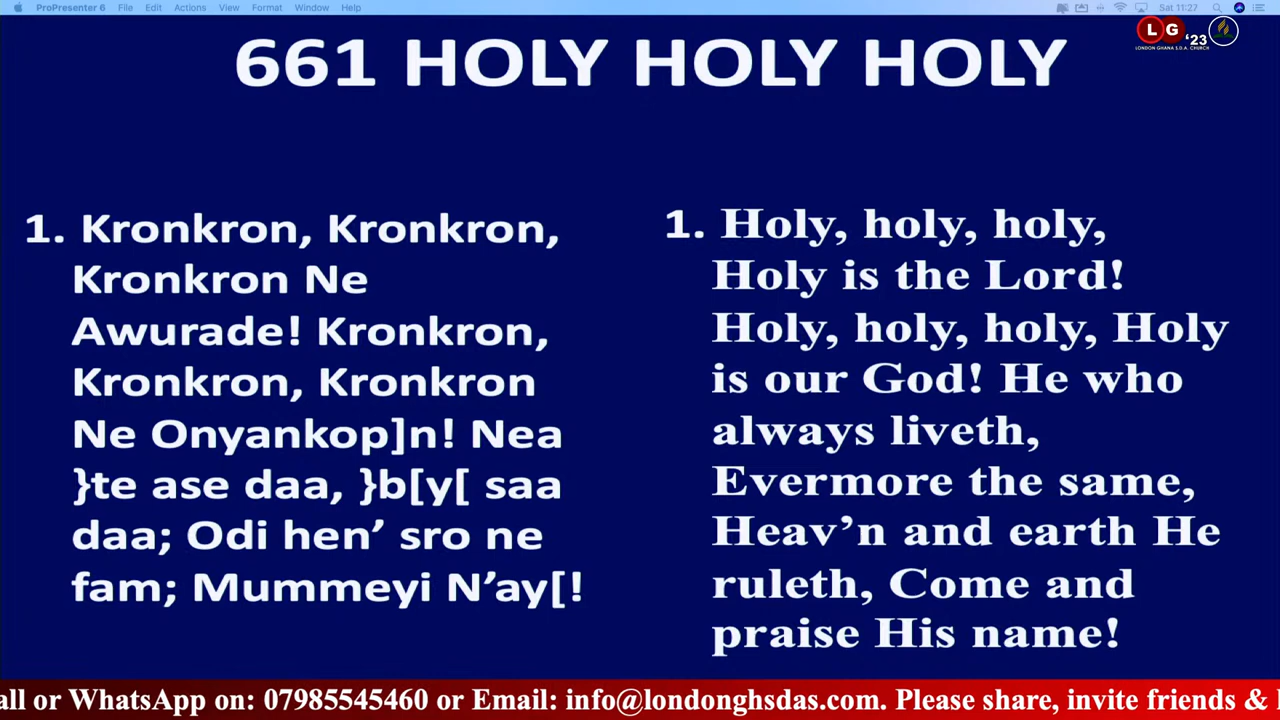 ProPresenter 6 File Edit Actions View Format Window Help Sat 11:27
LG '23
LONDON GHANA S.D.A. CHURCH
661 HOLY HOLY HOLY
1. Kronkron, Kronkron,
Kronkron Ne
Awurade! Kronkron,
Kronkron, Kronkron
Ne Onyankop]n! Nea
}te ase daa, }b[y[ saa
daa; Odi hen’ sro ne
fam; Mummeyi N’ay[!
1. Holy, holy, holy,
Holy is the Lord!
Holy, holy, holy, Holy
is our God! He who
always liveth,
Evermore the same,
Heav’n and earth He
ruleth, Come and
praise His name!
all or WhatsApp on: 07985545460 or Email: info@londonghsdas.com. Please share, invite friends &